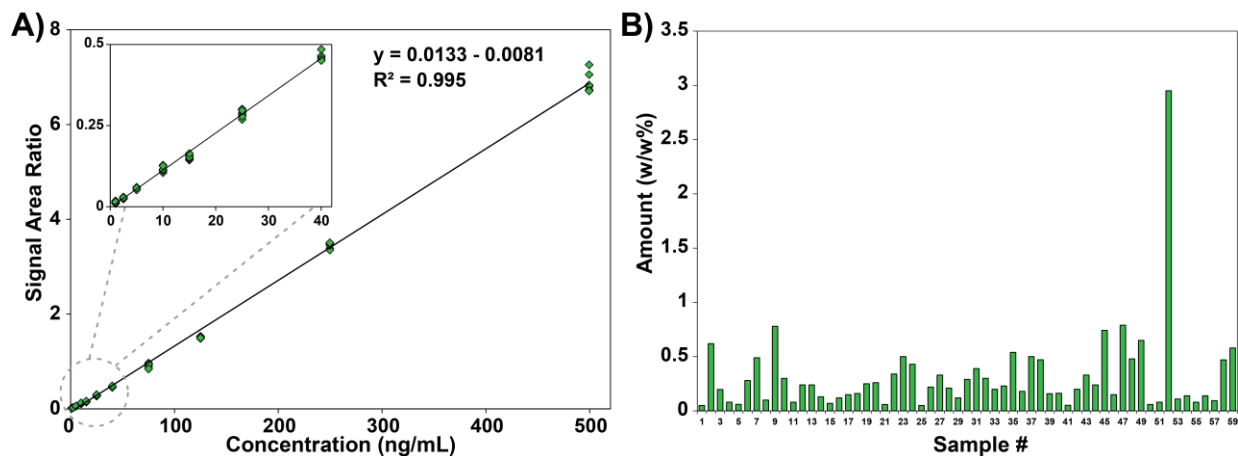 A)
8
6
4
2
0
Signal Area Ratio
0.5
0.25
0
0 10 20 30 40
y = 0.0133 - 0.0081
R² = 0.995
0 100 200 300 400 500
Concentration (ng/mL)
B)
3.5
3
2.5
2
1.5
1
0.5
0
Amount (w/w%)
1 3 5 7 9 11 13 15 17 19 21 23 25 27 29 31 33 35 37 39 41 43 45 47 49 51 53 55 57 59
Sample #